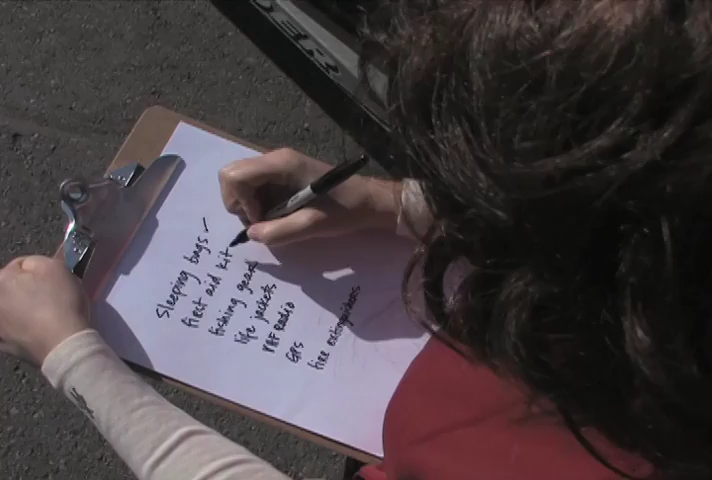 Sleeping bags ✓
first aid kit
fishing gear
life jackets
VHF Radio
GPS
fire extinguishers